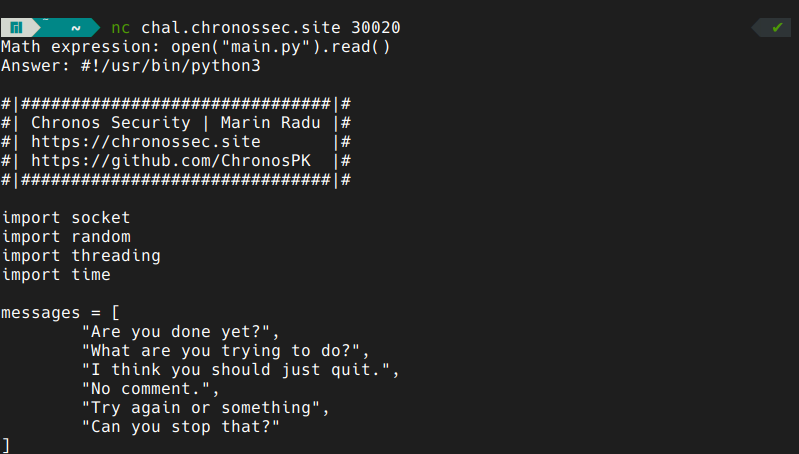 ~ nc chal.chronossec.site 30020 ✔
Math expression: open("main.py").read()
Answer: #!/usr/bin/python3
#|###############################|#
#| Chronos Security | Marin Radu |#
#| https://chronossec.site       |#
#| https://github.com/ChronosPK  |#
#|###############################|#
import socket
import random
import threading
import time
messages = [
        "Are you done yet?",
        "What are you trying to do?",
        "I think you should just quit.",
        "No comment.",
        "Try again or something",
        "Can you stop that?"
]